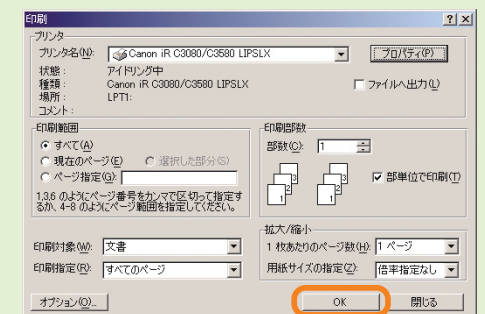 印刷
プリンタ
プリンタ名(N): Canon iR C3080/C3580 LIPSLX プロパティ(P)
状態: アイドリング中
種類: Canon iR C3080/C3580 LIPSLX ファイルへ出力(L)
場所: LPT1:
コメント:
印刷範囲
すべて(A)
現在のページ(E) 選択した部分(S)
ページ指定(G):
1,3,6 のようにページ番号をカンマで区切って指定するか、4-8 のようにページ範囲を指定してください。
印刷部数
部数(C): 1
部単位で印刷(T)
1 2 3 1 2 3
印刷対象(W): 文書
印刷指定(R): すべてのページ
拡大/縮小
1 枚あたりのページ数(H): 1 ページ
用紙サイズの指定(Z): 倍率指定なし
オプション(O)... OK 閉じる